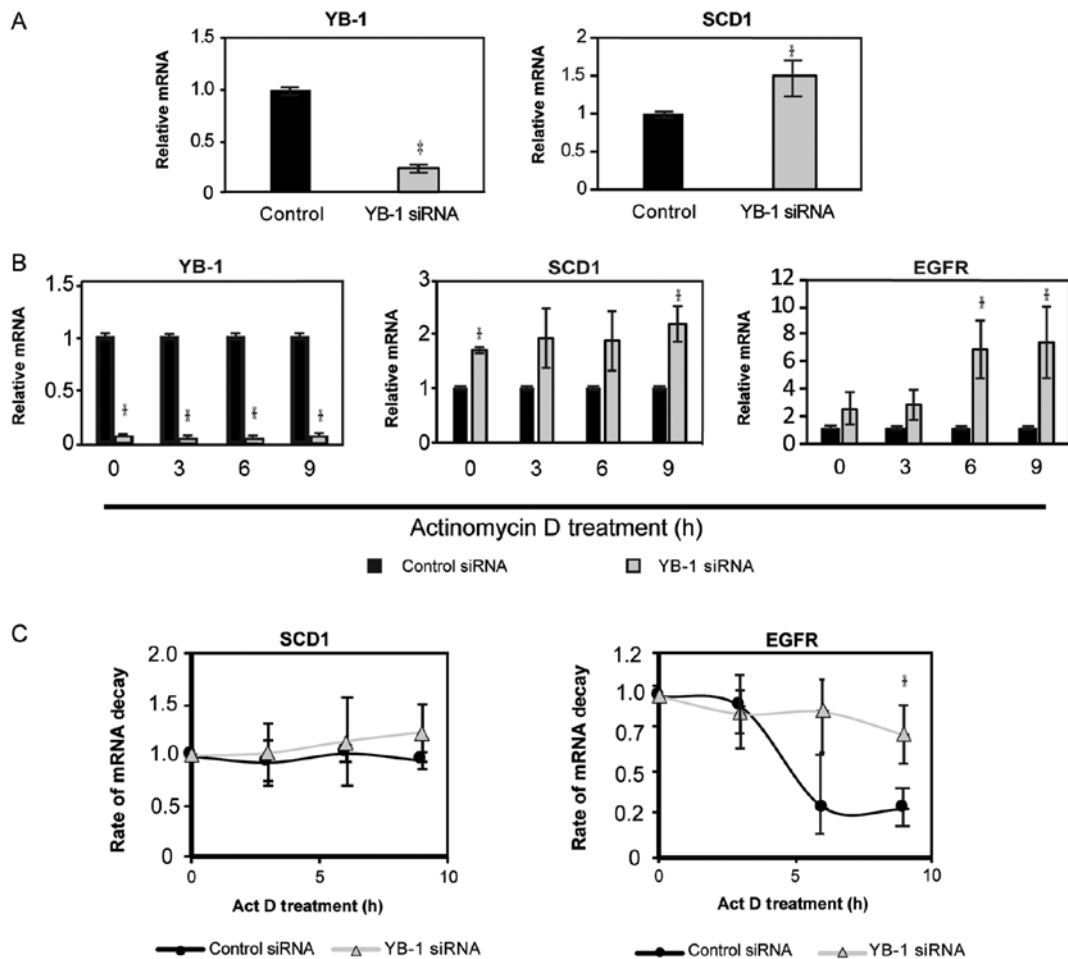 A
YB-1
SCD1
Relative mRNA
1.5
1.0
0.5
0
Control
YB-1 siRNA
Relative mRNA
2
1.5
1
0.5
0
Control
YB-1 siRNA
B
YB-1
SCD1
EGFR
Relative mRNA
1.5
1
0.5
0
0 3 6 9
Relative mRNA
3
2
1
0
0 3 6 9
Relative mRNA
12
10
8
6
4
2
0
0 3 6 9
Actinomycin D treatment (h)
Control siRNA
YB-1 siRNA
C
SCD1
EGFR
Rate of mRNA decay
2.0
1.5
1.0
0.5
0
0 5 10
Act D treatment (h)
Control siRNA
YB-1 siRNA
Rate of mRNA decay
1.2
1.0
0.7
0.5
0.2
0
0 5 10
Act D treatment (h)
Control siRNA
YB-1 siRNA